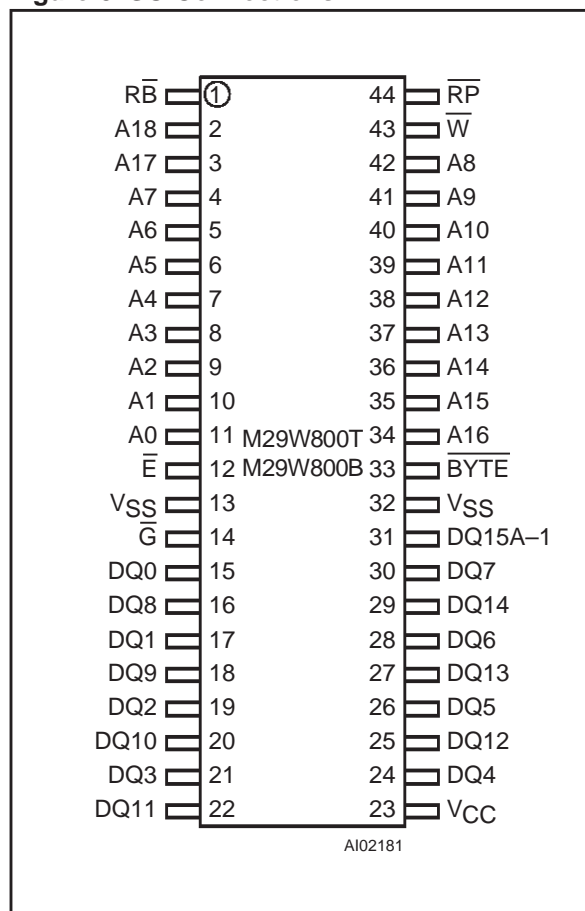 RB̅ 1 44 R̅P̅
A18 2 43 W̅
A17 3 42 A8
A7 4 41 A9
A6 5 40 A10
A5 6 39 A11
A4 7 38 A12
A3 8 37 A13
A2 9 36 A14
A1 10 35 A15
A0 11 M29W800T 34 A16
E̅ 12 M29W800B 33 B̅Y̅T̅E̅
VSS 13 32 VSS
G̅ 14 31 DQ15A–1
DQ0 15 30 DQ7
DQ8 16 29 DQ14
DQ1 17 28 DQ6
DQ9 18 27 DQ13
DQ2 19 26 DQ5
DQ10 20 25 DQ12
DQ3 21 24 DQ4
DQ11 22 23 VCC
AI02181